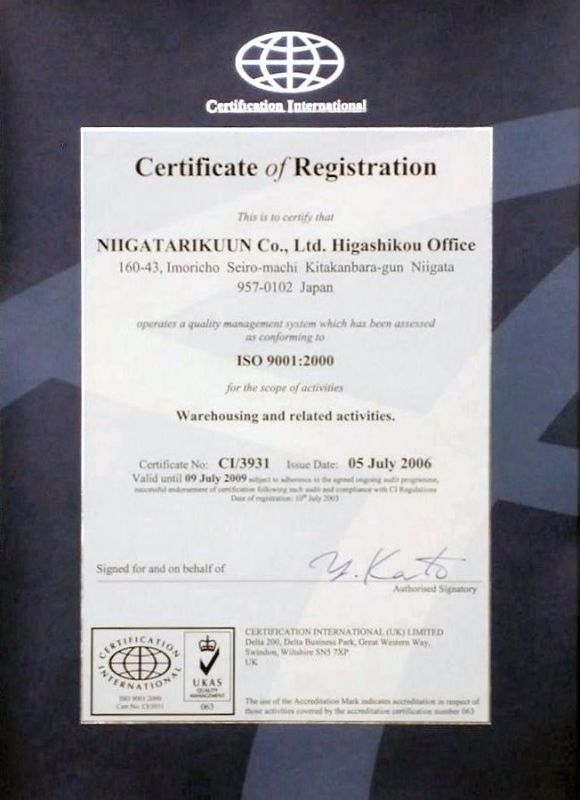 Certification International
Certificate of Registration
This is to certify that
NIIGATARIKUUN Co., Ltd. Higashikou Office
160-43, Imoricho Seiro-machi Kitakanbara-gun Niigata
957-0102 Japan
operates a quality management system which has been assessed
as conforming to
ISO 9001:2000
for the scope of activities
Warehousing and related activities.
Certificate No: CI/3931 Issue Date: 05 July 2006
Valid until 09 July 2009 subject to adherence to the agreed ongoing audit programme,
successful endorsement of certification following each audit and compliance with CI Regulations
Date of registration: 10th July 2003
Signed for and on behalf of
Y. Kato
Authorised Signatory
CERTIFICATION INTERNATIONAL
ISO 9001:2000
Cert No. CI/3931
UKAS
QUALITY
MANAGEMENT
063
CERTIFICATION INTERNATIONAL (UK) LIMITED
Delta 200, Delta Business Park, Great Western Way,
Swindon, Wiltshire SN5 7XP
UK
The use of the Accreditation Mark indicates accreditation in respect of
those activities covered by the accreditation certification number 063